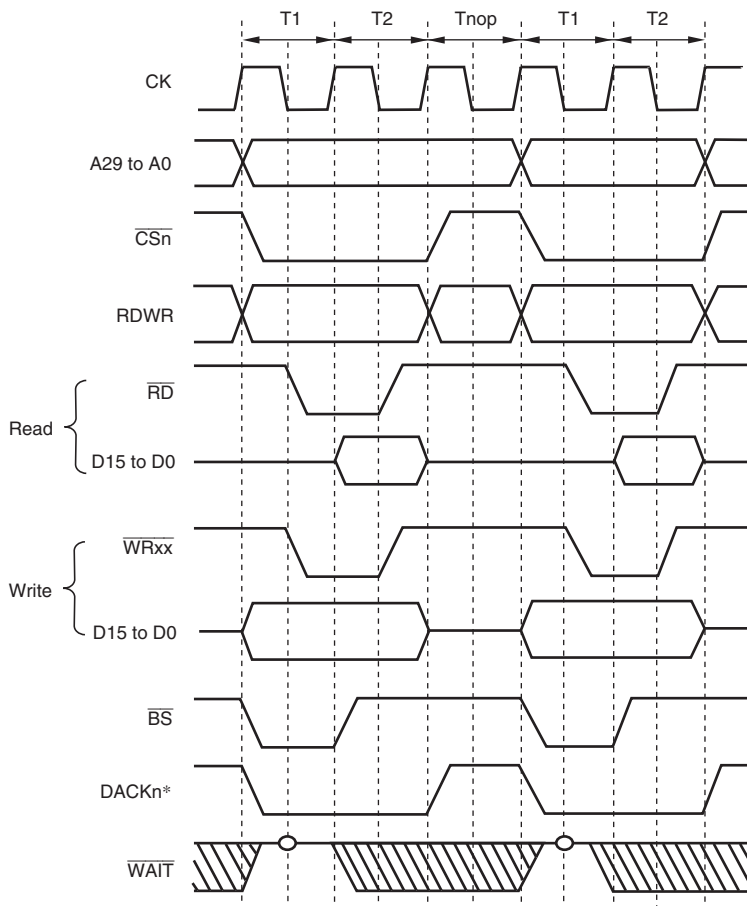 T1 T2 Tnop T1 T2
CK
A29 to A0
CSn
RDWR
RD
Read
D15 to D0
WRxx
Write
D15 to D0
BS
DACKn*
WAIT